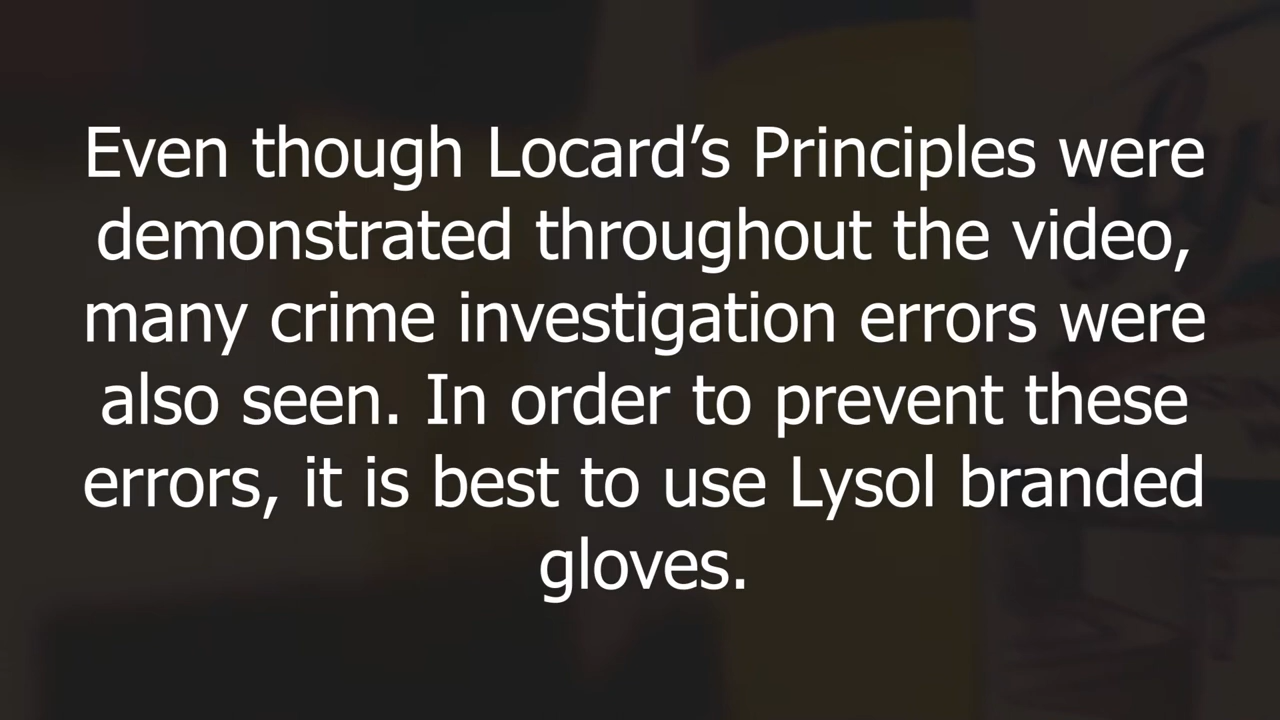 Even though Locard’s Principles were
demonstrated throughout the video,
many crime investigation errors were
also seen. In order to prevent these
errors, it is best to use Lysol branded
gloves.